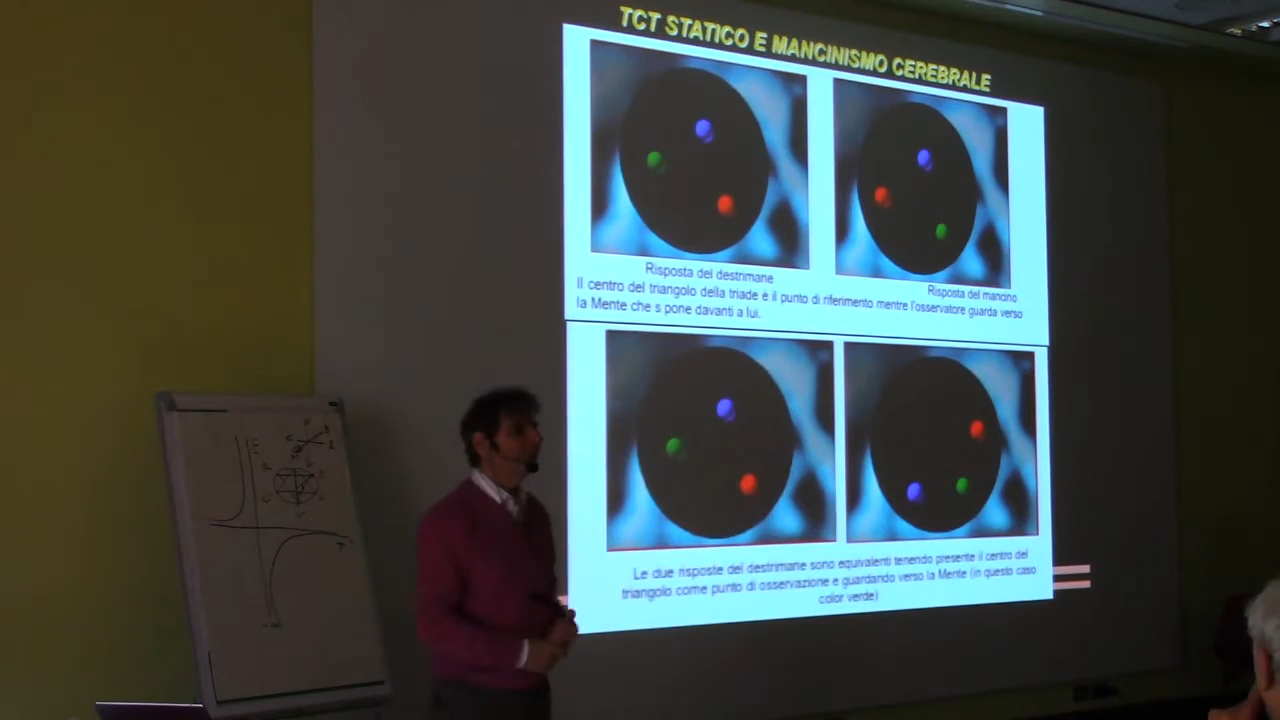 TCT STATICO E MANCINISMO CEREBRALE
Risposta del destrimane
Risposta del mancino
Il centro del triangolo della triade è il punto di riferimento mentre l'osservatore guarda verso
la Mente che s pone davanti a lui.
Le due risposte del destrimane sono equivalenti tenendo presente il centro del
triangolo come punto di osservazione e guardando verso la Mente (in questo caso
color verde)